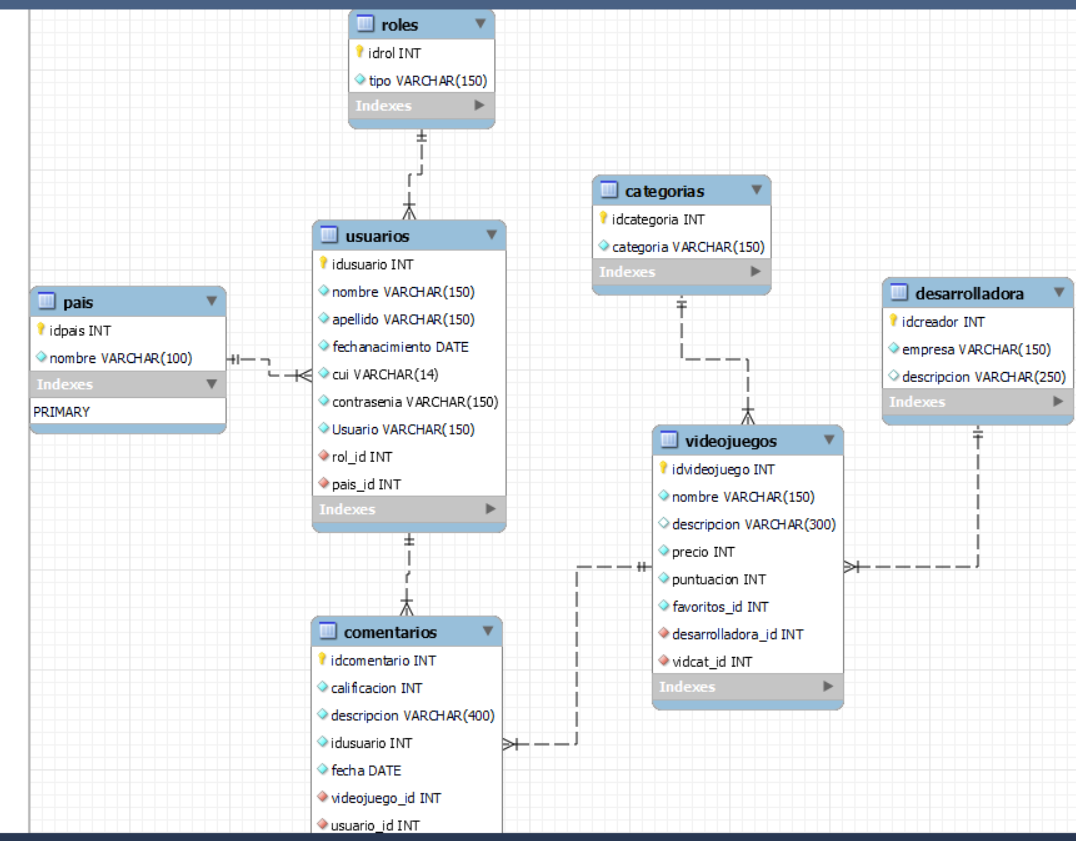 roles
idrol INT
tipo VARCHAR(150)
Indexes
categorias
idcategoria INT
categoria VARCHAR(150)
Indexes
usuarios
idusuario INT
nombre VARCHAR(150)
apellido VARCHAR(150)
fechanacimiento DATE
cui VARCHAR(14)
contrasenia VARCHAR(150)
Usuario VARCHAR(150)
rol_id INT
pais_id INT
Indexes
pais
idpais INT
nombre VARCHAR(100)
Indexes
PRIMARY
desarrolladora
idcreador INT
empresa VARCHAR(150)
descripcion VARCHAR(250)
Indexes
videojuegos
idvideojuego INT
nombre VARCHAR(150)
descripcion VARCHAR(300)
precio INT
puntuacion INT
favoritos_id INT
desarrolladora_id INT
vidcat_id INT
Indexes
comentarios
idcomentario INT
calificacion INT
descripcion VARCHAR(400)
idusuario INT
fecha DATE
videojuego_id INT
usuario_id INT